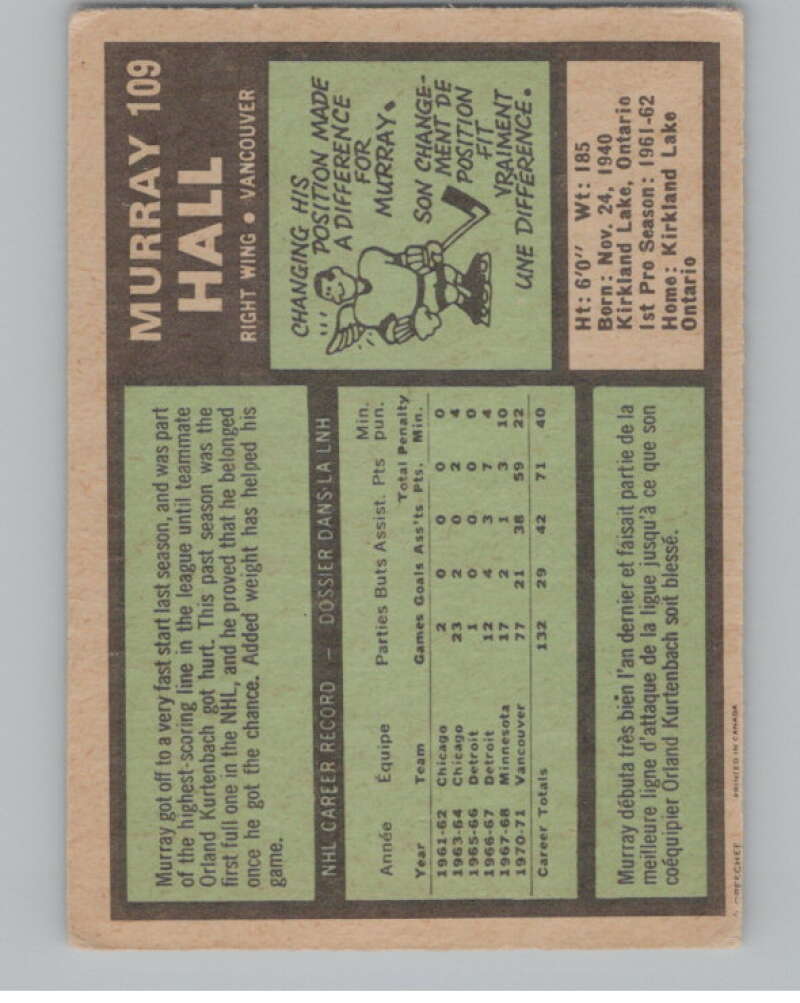 MURRAY 109
HALL
RIGHT WING • VANCOUVER
CHANGING HIS
POSITION MADE
A DIFFERENCE
FOR
MURRAY.
SON CHANGE-
MENT DE
POSITION
FIT
VRAIMENT
UNE DIFFÉRENCE.
Ht: 6'0" Wt: 185
Born: Nov. 24, 1940
Kirkland Lake, Ontario
1st Pro Season: 1961-62
Home: Kirkland Lake
Ontario
Murray got off to a very fast start last season, and was part
of the highest-scoring line in the league until teammate
Orland Kurtenbach got hurt. This past season was the
first full one in the NHL, and he proved that he belonged
once he got the chance. Added weight has helped his
game.
NHL CAREER RECORD — DOSSIER DANS LA LNH
Année Équipe Parties Buts Assist. Pts Min. pun.
Year Team Games Goals Ass'ts Total Pts. Penalty Min.
1961-62 Chicago 2 0 0 0 0
1963-64 Chicago 23 2 0 2 4
1965-66 Detroit 1 0 0 0 0
1966-67 Detroit 12 4 3 7 4
1967-68 Minnesota 17 2 1 3 10
1970-71 Vancouver 77 21 38 59 22
Career Totals 132 29 42 71 40
Murray débuta très bien l'an dernier et faisait partie de la
meilleure ligne d'attaque de la ligue jusqu'à ce que son
coéquipier Orland Kurtenbach soit blessé.
PRINTED IN CANADA